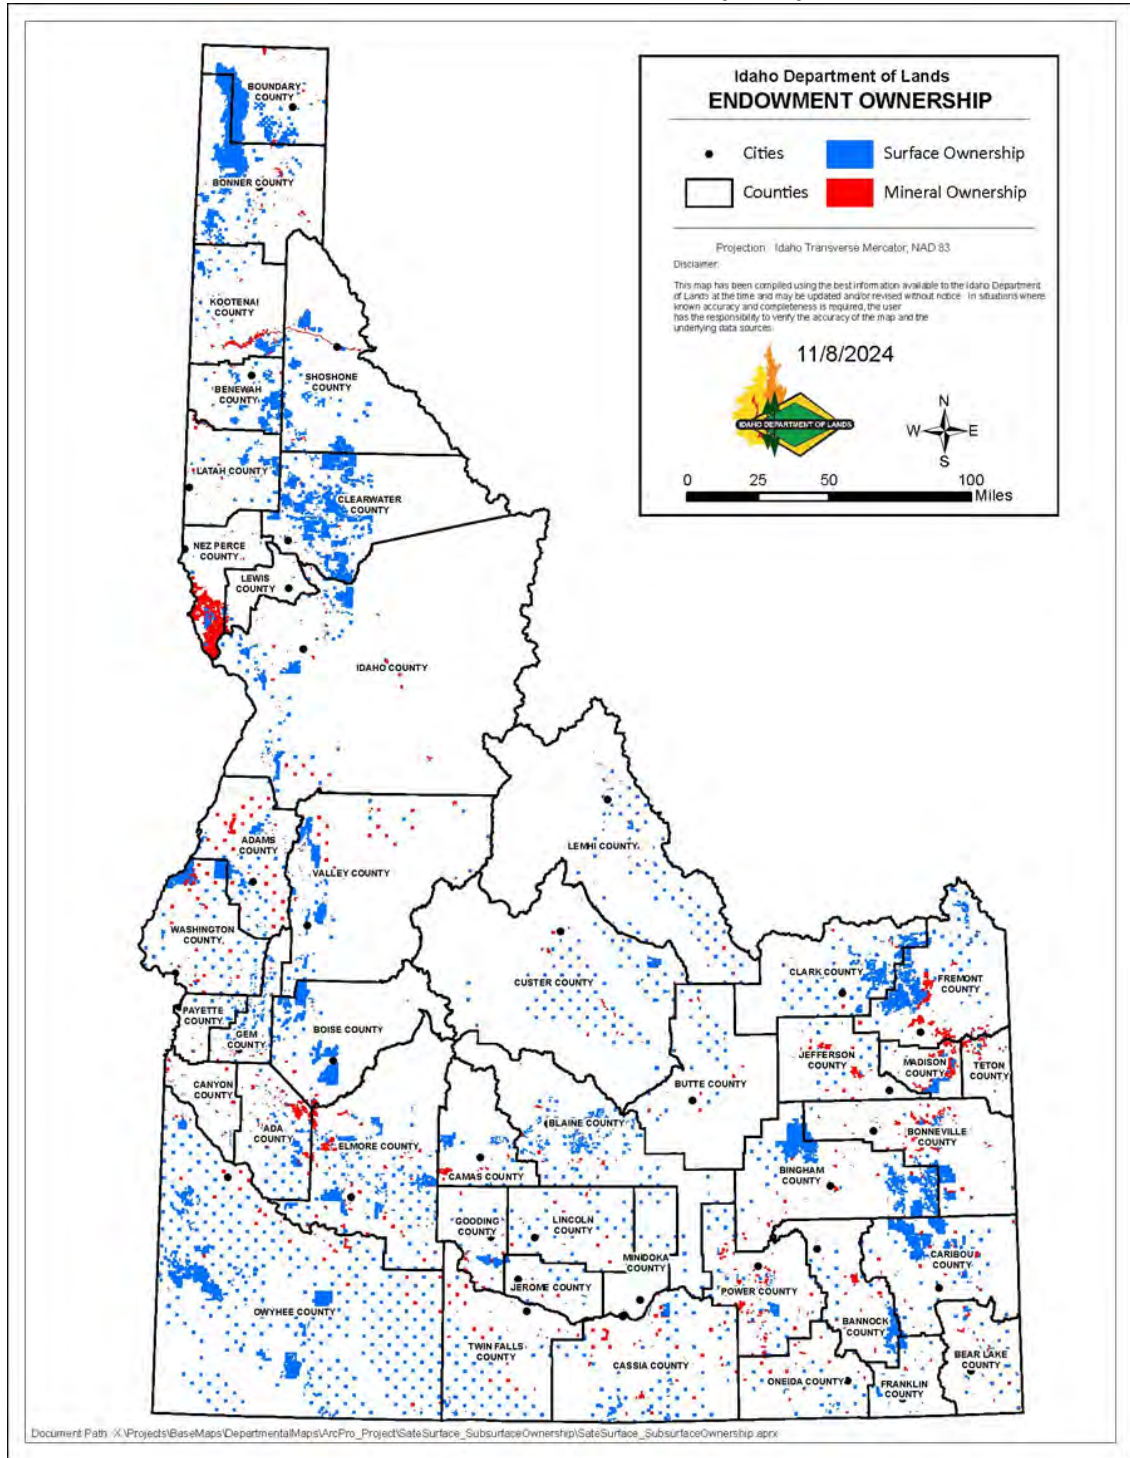 Idaho Department of Lands
ENDOWMENT OWNERSHIP
Cities
Surface Ownership
Counties
Mineral Ownership
Projection: Idaho Transverse Mercator, NAD 83
Disclaimer:
This map has been compiled using the best information available to the Idaho Department
of Lands at the time and may be updated and/or revised without notice. In situations where
known accuracy and completeness is required, the user
has the responsibility to verify the accuracy of the map and the
underlying data sources.
11/8/2024
IDAHO DEPARTMENT OF LANDS
N
W
E
S
0
25
50
100
Miles
BOUNDARY
COUNTY
BONNER COUNTY
KOOTENAI
COUNTY
SHOSHONE
COUNTY
BENEWAH
COUNTY
LATAH COUNTY
CLEARWATER
COUNTY
NEZ PERCE
COUNTY
LEWIS
COUNTY
IDAHO COUNTY
ADAMS
COUNTY
LEMHI COUNTY
VALLEY COUNTY
WASHINGTON
COUNTY
CLARK COUNTY
FREMONT
COUNTY
CUSTER COUNTY
PAYETTE
COUNTY
GEM
COUNTY
BOISE COUNTY
JEFFERSON
COUNTY
MADISON
COUNTY
TETON
COUNTY
BUTTE COUNTY
CANYON
COUNTY
ADA
COUNTY
BLAINE COUNTY
BONNEVILLE
COUNTY
ELMORE COUNTY
CAMAS COUNTY
BINGHAM
COUNTY
GOODING
COUNTY
LINCOLN
COUNTY
MINIDOKA
COUNTY
CARIBOU
COUNTY
JEROME COUNTY
POWER COUNTY
OWYHEE COUNTY
BANNOCK
COUNTY
TWIN FALLS
COUNTY
CASSIA COUNTY
BEAR LAKE
COUNTY
ONEIDA COUNTY
FRANKLIN
COUNTY
Document Path: X:\Projects\BaseMaps\DepartmentalMaps\ArcPro_Project\SateSurface_SubsurfaceOwnership\SateSurface_SubsurfaceOwnership.aprx